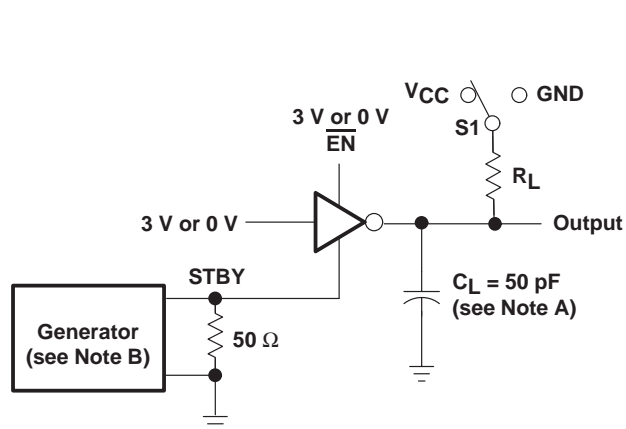 VCC
GND
S1
3 V or 0 V
EN
RL
3 V or 0 V
Output
STBY
CL = 50 pF
(see Note A)
Generator
(see Note B)
50 Ω